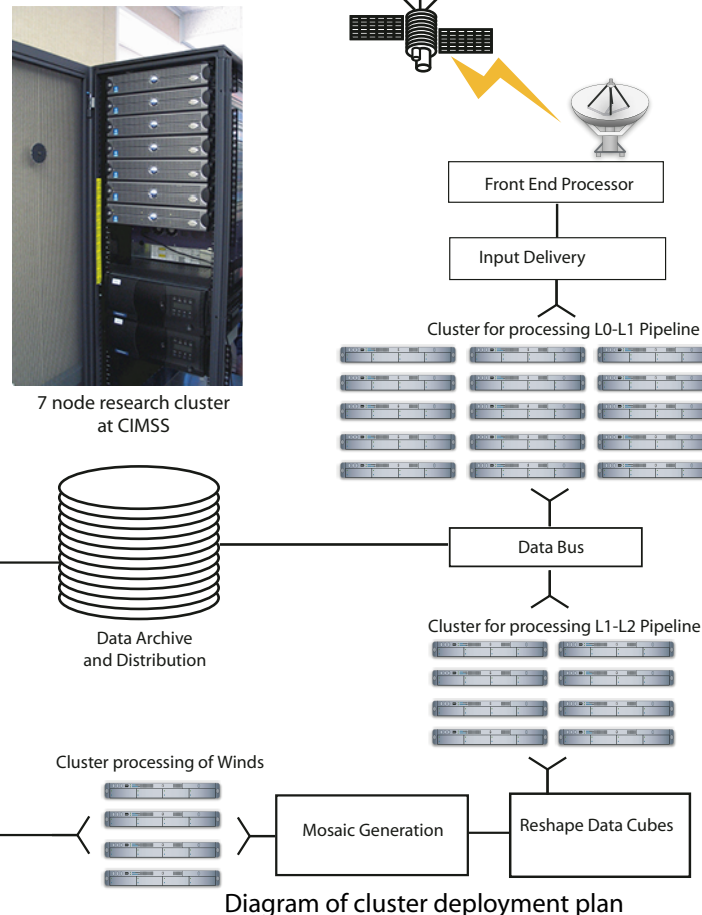 Front End Processor
Input Delivery
Cluster for processing L0-L1 Pipeline
7 node research cluster
at CIMSS
Data Bus
Data Archive
and Distribution
Cluster for processing L1-L2 Pipeline
Cluster processing of Winds
Mosaic Generation
Reshape Data Cubes
Diagram of cluster deployment plan